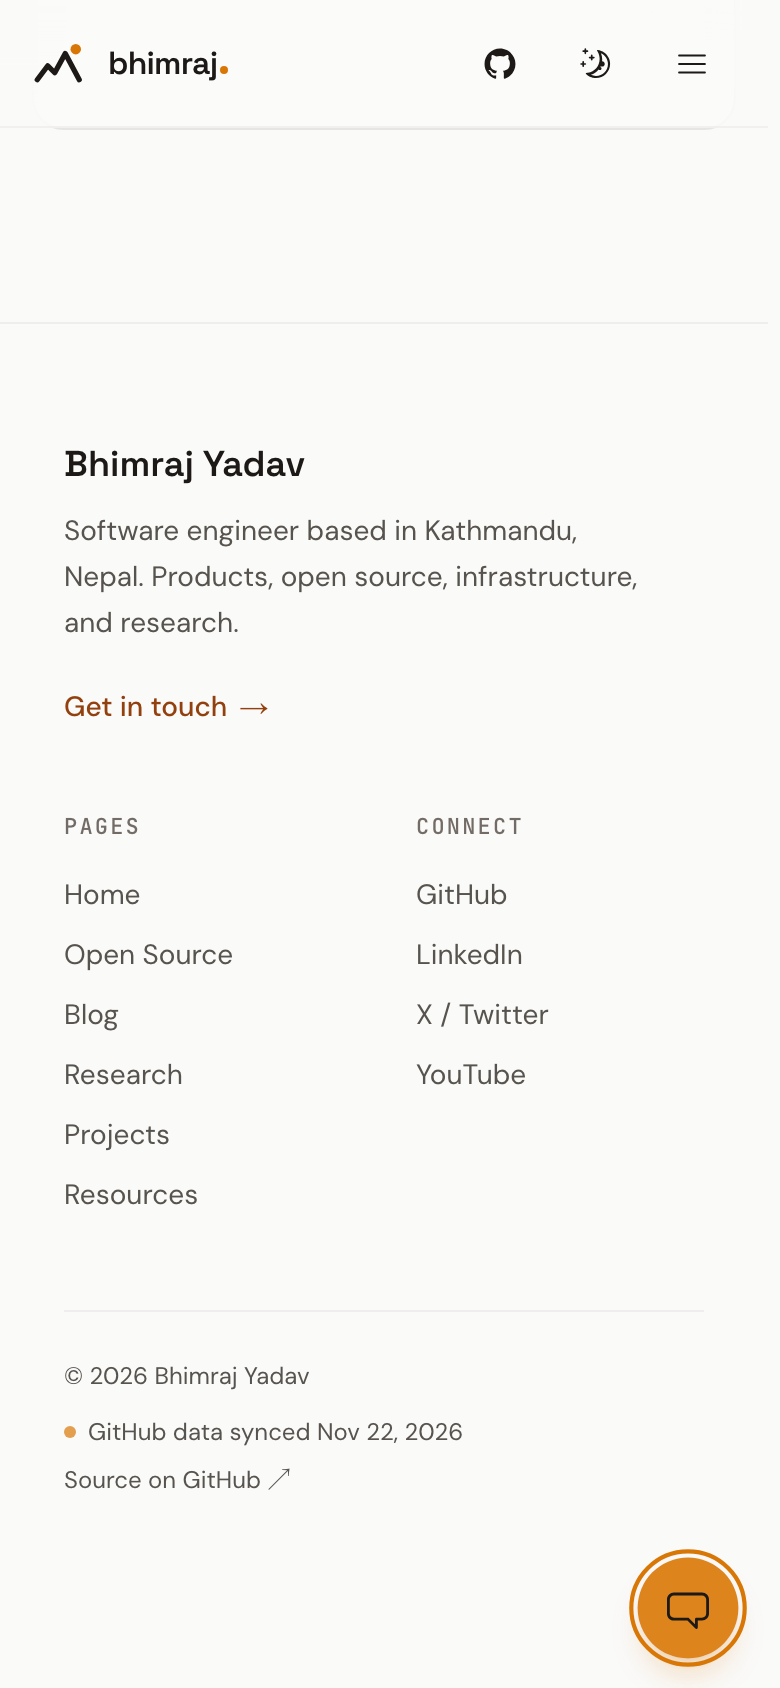 bhimraj.
Bhimraj Yadav
Software engineer based in Kathmandu,
Nepal. Products, open source, infrastructure,
and research.
Get in touch →
PAGES
Home
Open Source
Blog
Research
Projects
Resources
CONNECT
GitHub
LinkedIn
X / Twitter
YouTube
© 2026 Bhimraj Yadav
GitHub data synced Nov 22, 2026
Source on GitHub ↗